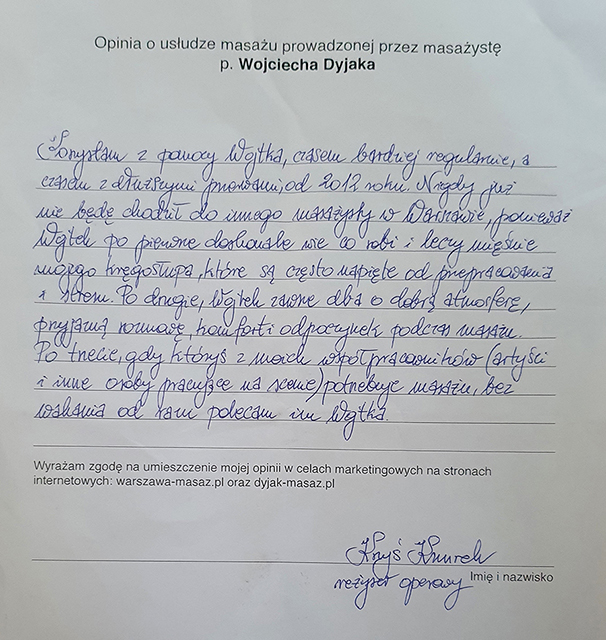 Opinia o usłudze masażu prowadzonej przez masażystę
p. Wojciecha Dyjaka
Korzystam z pomocy Wojtka, czasem bardziej regularnie, a
czasem z dłuższymi przerwami, od 2012 roku. Nigdy już
nie będę chodził do innego masażysty w Warszawie, ponieważ
Wojtek po pierwsze doskonale wie co robi i leczy mięśnie
mojego kręgosłupa, które są często napięte od przepracowania
i stresu. Po drugie, Wojtek zawsze dba o dobrą atmosferę,
przyjazną rozmowę, komfort i odpoczynek podczas masażu.
Po trzecie, gdy któryś z moich współpracowników (artyści
i inne osoby pracujące na scenie) potrzebuje masażu, bez
wahania od razu polecam im Wojtka.
Wyrażam zgodę na umieszczenie mojej opinii w celach marketingowych na stronach
internetowych: warszawa-masaz.pl oraz dyjak-masaz.pl
Kryś Knurek
reżyser operowy
Imię i nazwisko